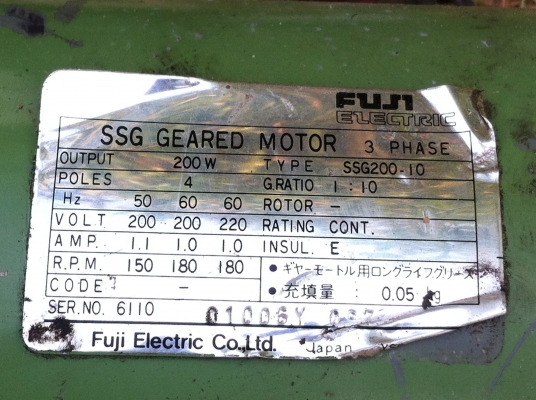 FUJI
ELECTRIC
SSG GEARED MOTOR 3 PHASE
OUTPUT 200W TYPE SSG200-10
POLES 4 G.RATIO 1:10
Hz 50 60 60 ROTOR -
VOLT 200 200 220 RATING CONT.
AMP. 1.1 1.0 1.0 INSUL. E
R.P.M. 150 180 180 • ギヤーモートル用ロングライフグリース
CODE - • 充填量: 0.05 kg
SER.NO. 6110 01006Y
Fuji Electric Co.,Ltd. Japan